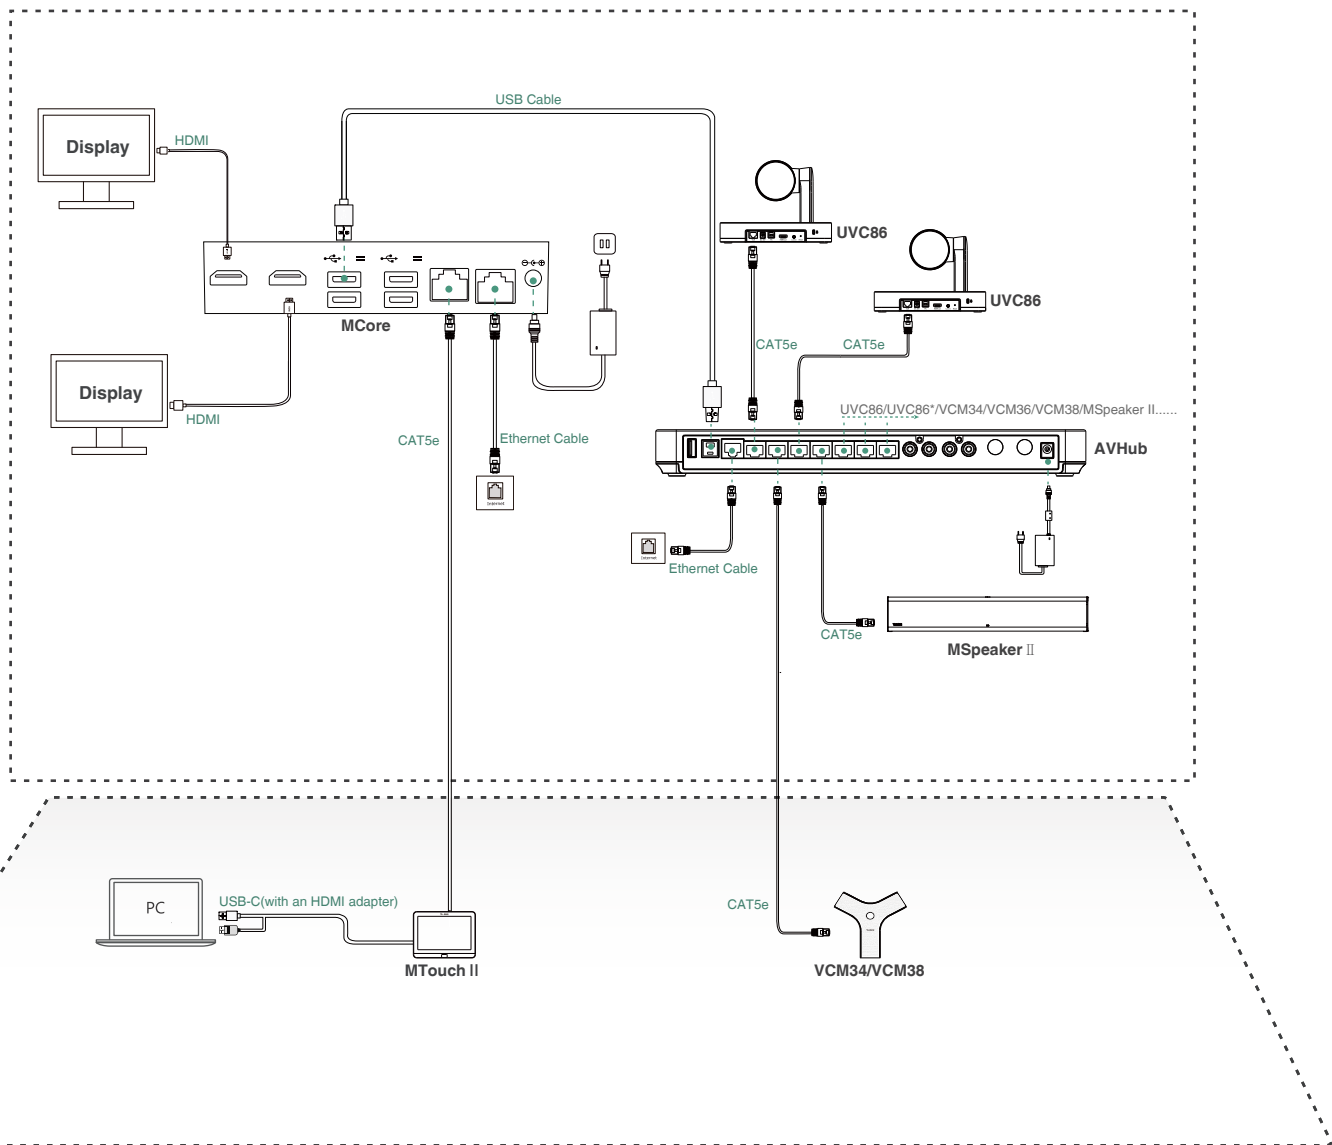 USB Cable
Display
HDMI
UVC86
UVC86
MCore
CAT5e
CAT5e
Display
HDMI
UVC86/UVC86*/VCM34/VCM36/VCM38/MSpeaker II......
CAT5e
Ethernet Cable
AVHub
Internet
Internet
Ethernet Cable
CAT5e
MSpeaker Ⅱ
PC
USB-C(with an HDMI adapter)
CAT5e
MTouch II
VCM34/VCM38